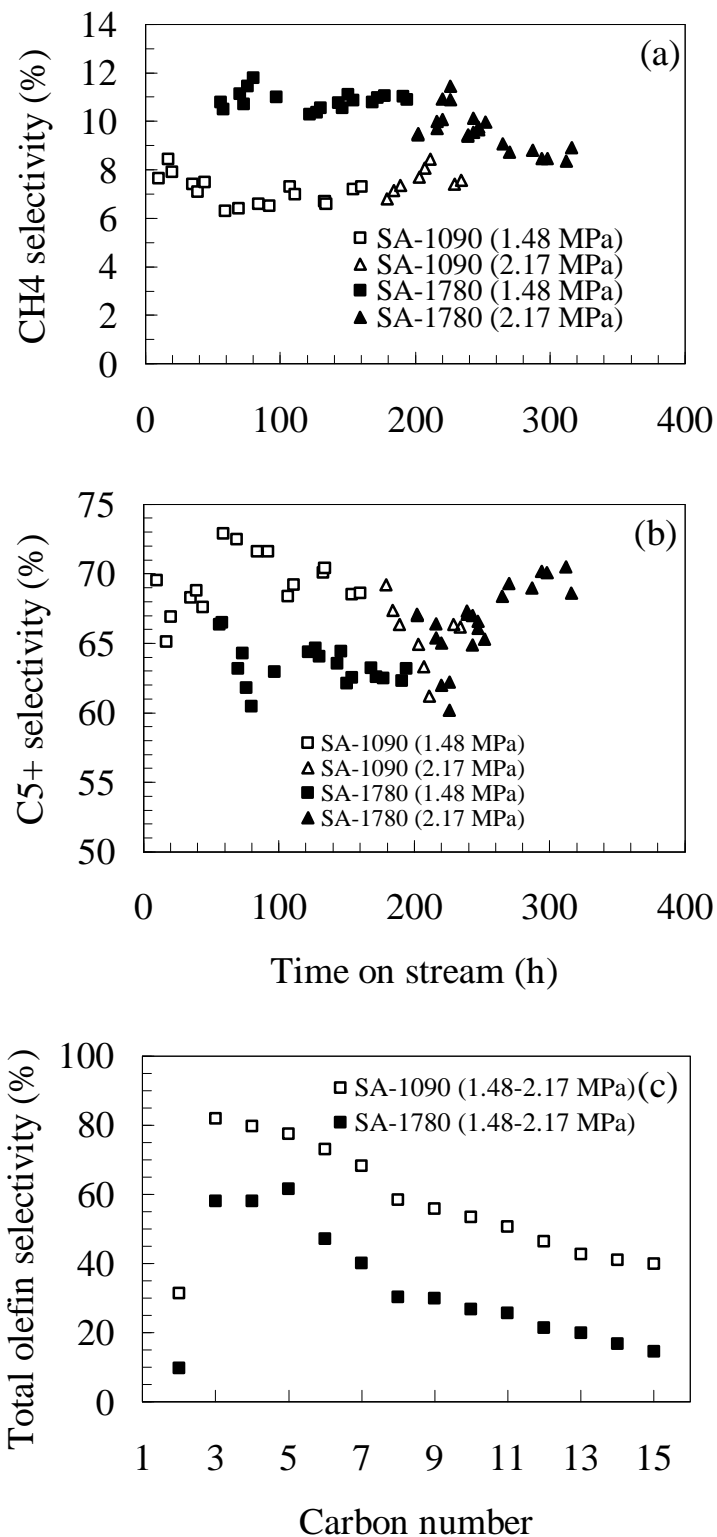 (a)
CH4 selectivity (%)
14
12
10
8
6
4
2
0
□ SA-1090 (1.48 MPa)
△ SA-1090 (2.17 MPa)
■ SA-1780 (1.48 MPa)
▲ SA-1780 (2.17 MPa)
0 100 200 300 400
(b)
C5+ selectivity (%)
75
70
65
60
55
50
□ SA-1090 (1.48 MPa)
△ SA-1090 (2.17 MPa)
■ SA-1780 (1.48 MPa)
▲ SA-1780 (2.17 MPa)
0 100 200 300 400
Time on stream (h)
Total olefin selectivity (%)
100
80
60
40
20
0
□ SA-1090 (1.48-2.17 MPa) (c)
■ SA-1780 (1.48-2.17 MPa)
1 3 5 7 9 11 13 15
Carbon number